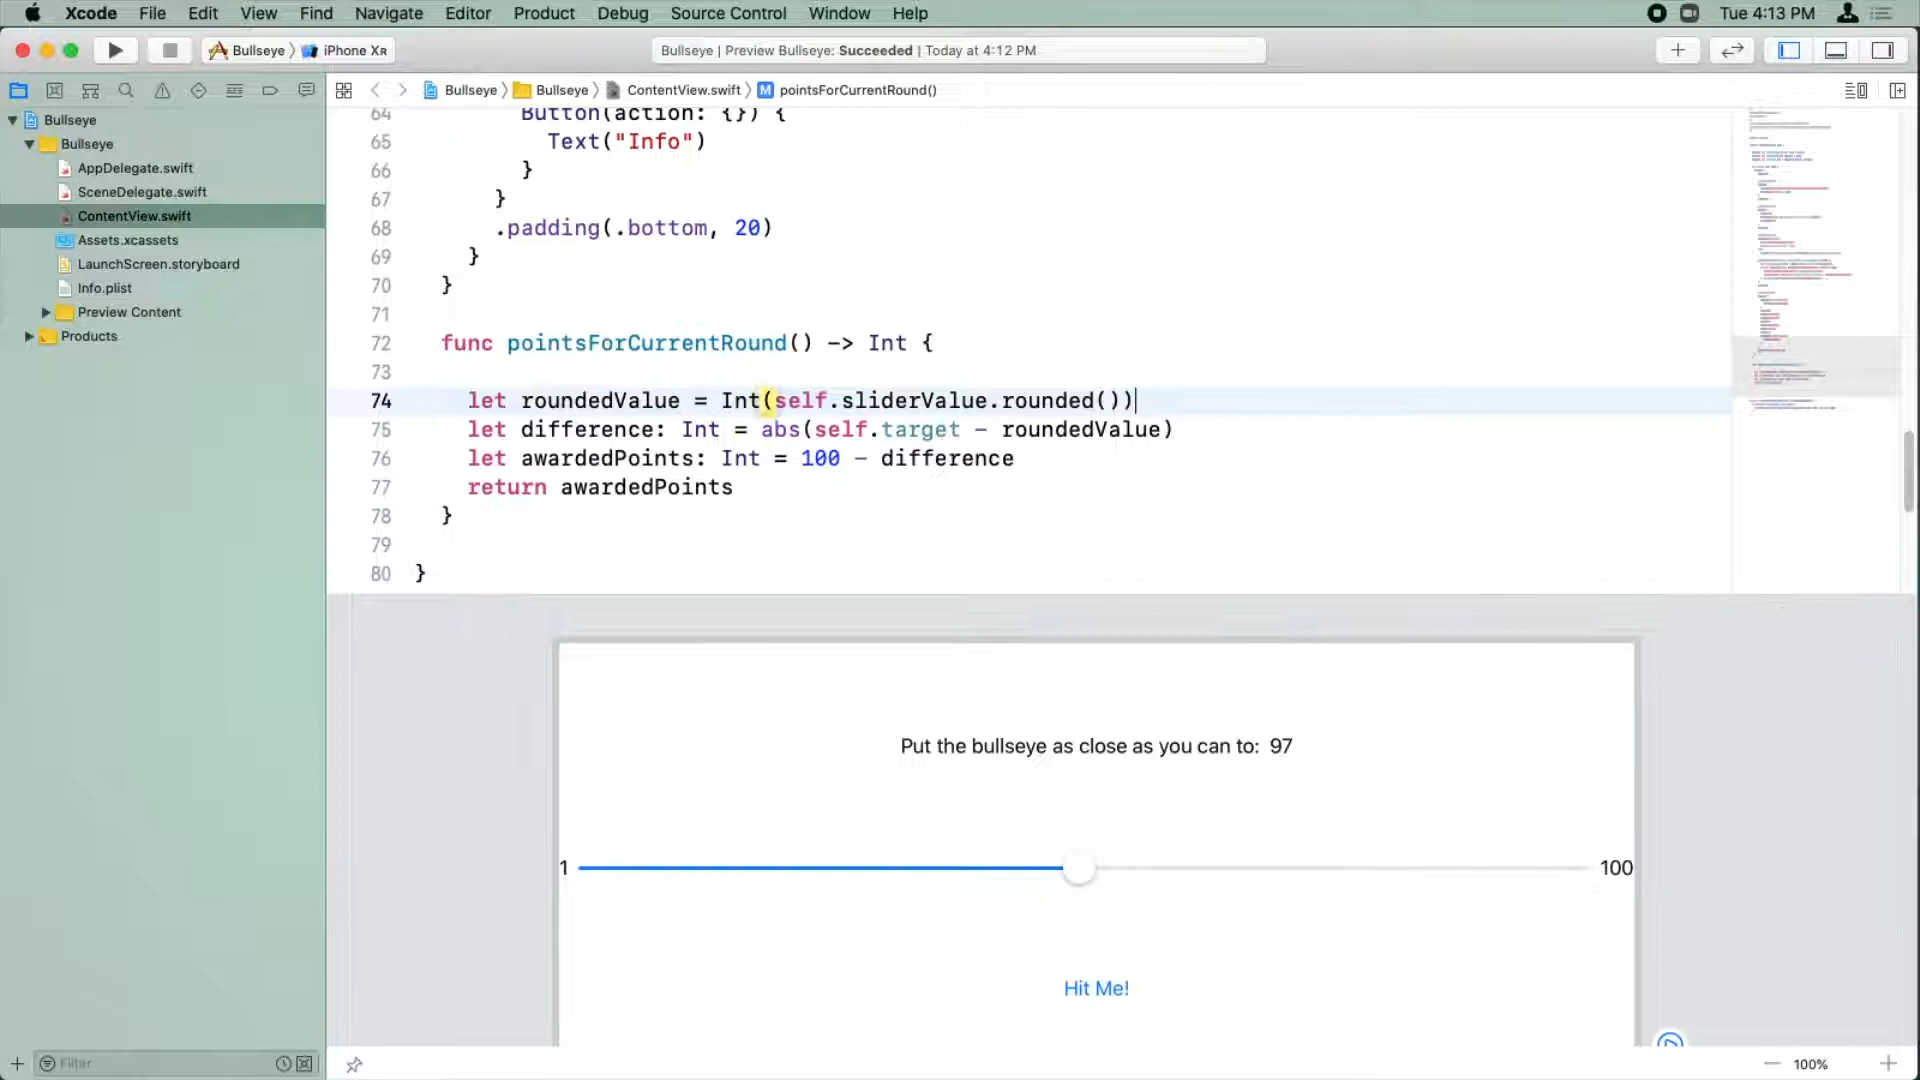 Xcode File Edit View Find Navigate Editor Product Debug Source Control Window Help Tue 4:13 PM
Bullseye iPhone XR Bullseye | Preview Bullseye: Succeeded | Today at 4:12 PM
Bullseye Bullseye ContentView.swift M pointsForCurrentRound()
Bullseye
Bullseye
AppDelegate.swift
SceneDelegate.swift
ContentView.swift
Assets.xcassets
LaunchScreen.storyboard
Info.plist
Preview Content
Products
Filter
64 Button(action: {}) {
65 Text("Info")
66 }
67 }
68 .padding(.bottom, 20)
69 }
70 }
71
72 func pointsForCurrentRound() -> Int {
73
74 let roundedValue = Int(self.sliderValue.rounded())
75 let difference: Int = abs(self.target - roundedValue)
76 let awardedPoints: Int = 100 - difference
77 return awardedPoints
78 }
79
80 }
Put the bullseye as close as you can to: 97
1 100
Hit Me!
100%